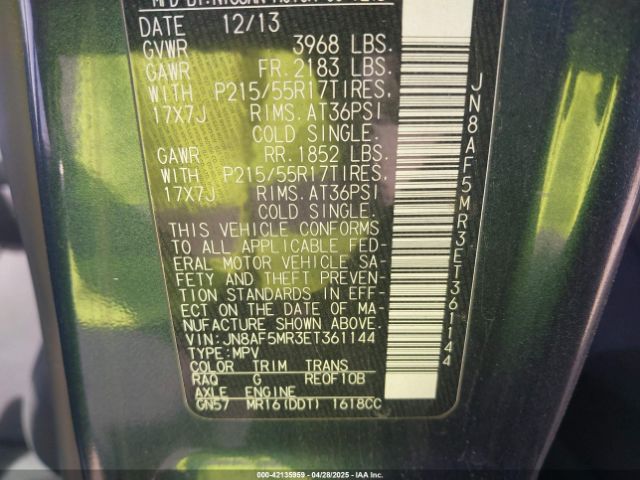 DATE 12/13
GVWR 3968 LBS.
GAWR FR. 2183 LBS.
WITH P215/55R17TIRES.
17X7J RIMS. AT36PSI
COLD SINGLE.
GAWR RR. 1852 LBS.
WITH P215/55R17TIRES.
17X7J RIMS. AT36PSI
COLD SINGLE.
THIS VEHICLE CONFORMS
TO ALL APPLICABLE FED-
ERAL MOTOR VEHICLE SA-
FETY AND THEFT PREVEN-
TION STANDARDS IN EFF-
ECT ON THE DATE OF MA-
NUFACTURE SHOWN ABOVE.
VIN: JN8AF5MR3ET361144
TYPE: MPV
COLOR TRIM TRANS
RAQ G RE0F10B
AXLE ENGINE
GN57 MR16(DDT) 1618CC
JN8AF5MR3ET361144
000-42135959 - 04/28/2025 - IAAI.com